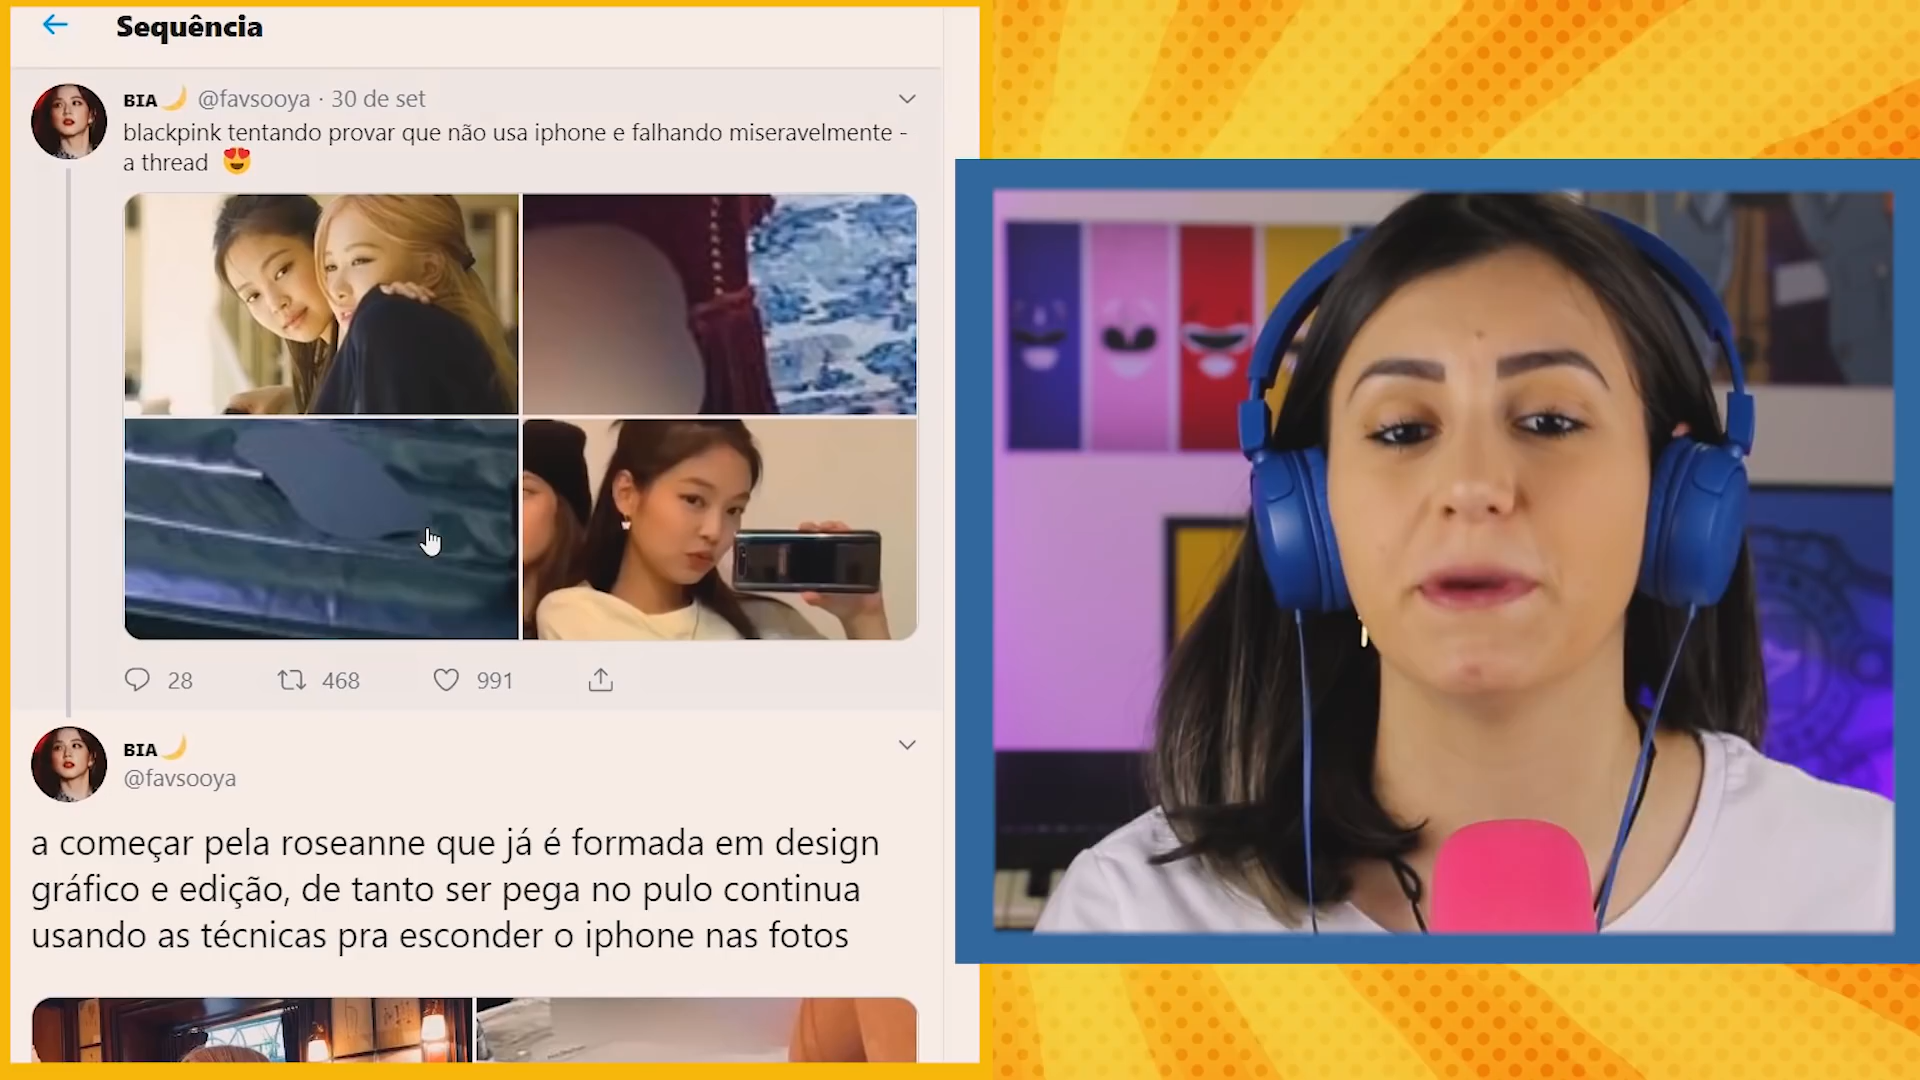 Sequência
BIA🌙 @favsooya · 30 de set
blackpink tentando provar que não usa iphone e falhando miseravelmente -
a thread 😍
28
468
991
BIA🌙
@favsooya
a começar pela roseanne que já é formada em design
gráfico e edição, de tanto ser pega no pulo continua
usando as técnicas pra esconder o iphone nas fotos